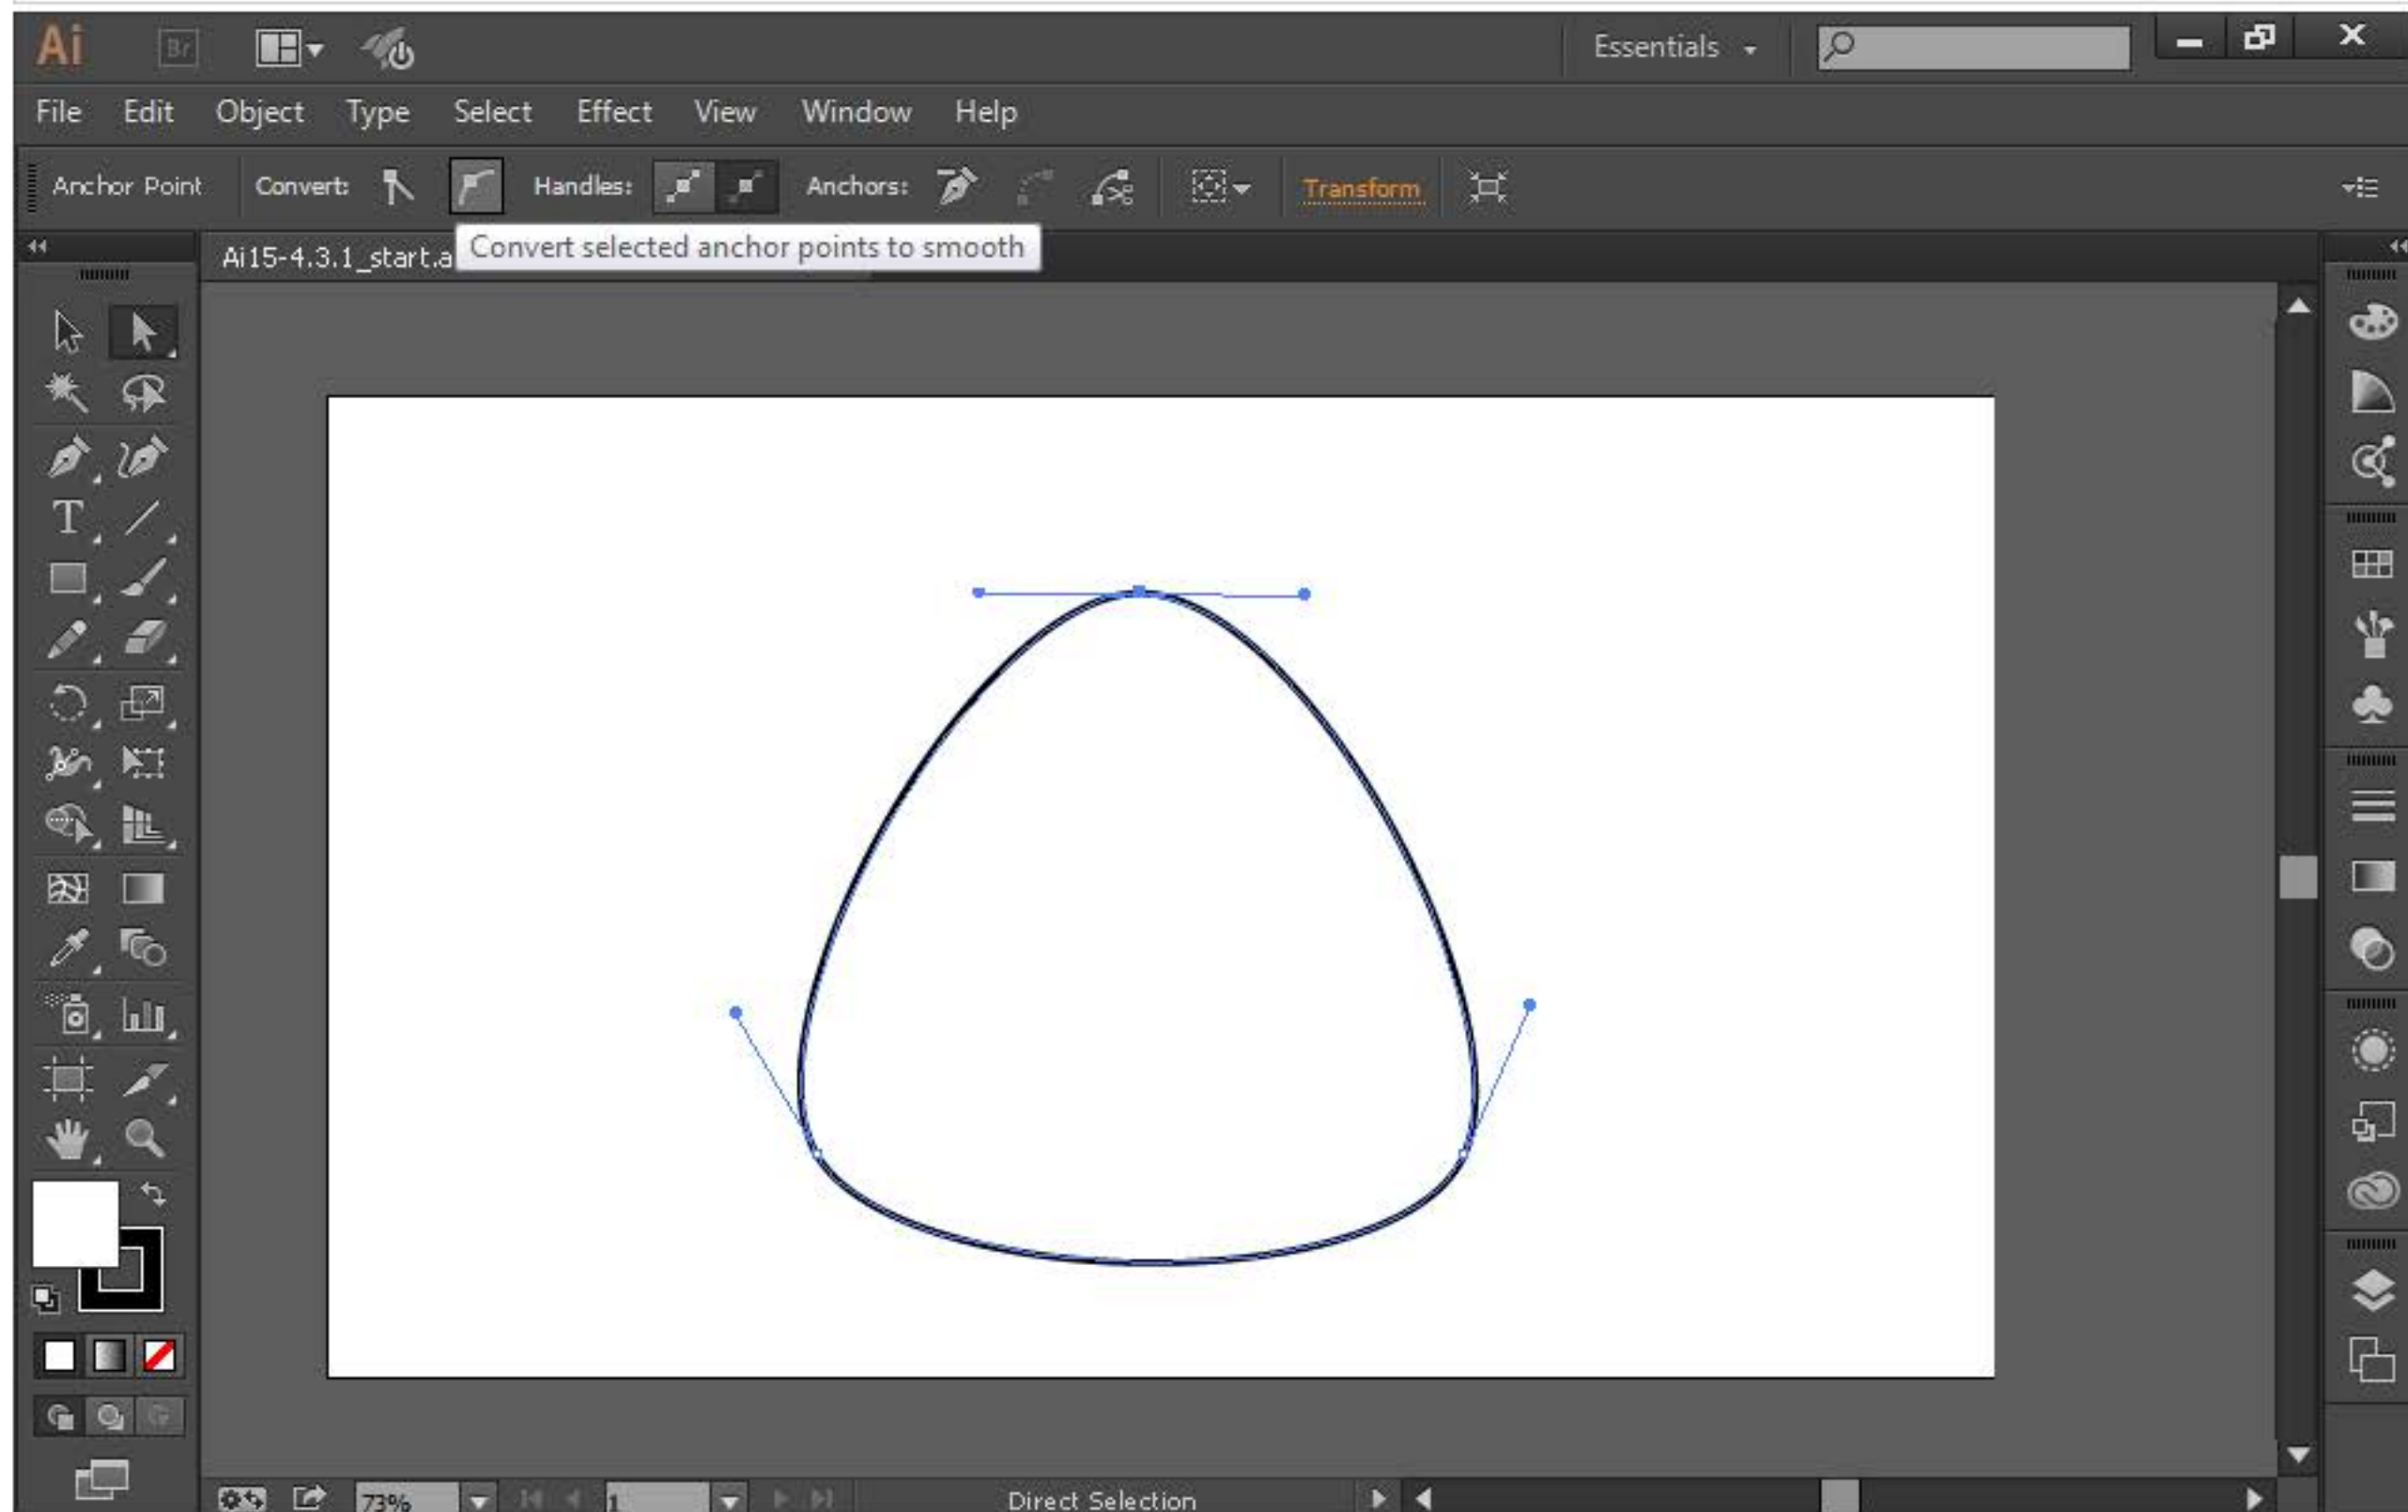 Ai Br Essentials
File Edit Object Type Select Effect View Window Help
Anchor Point Convert: Handles: Anchors: Transform
Convert selected anchor points to smooth
Ai15-4.3.1_start.a
T
73% 1 Direct Selection